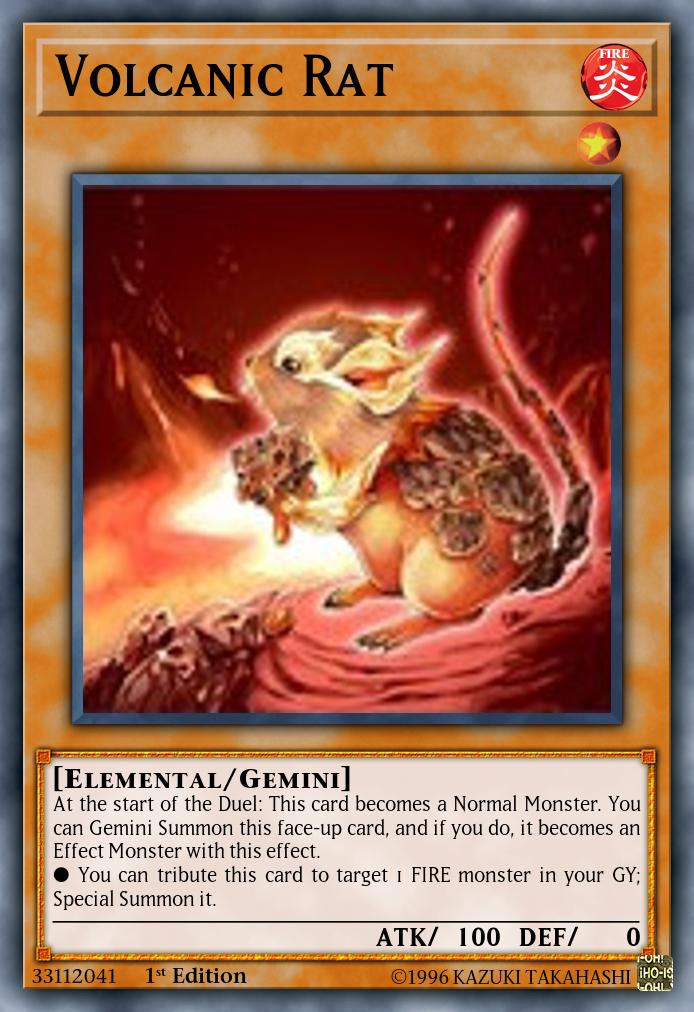 Volcanic Rat
FIRE
炎
[Elemental/Gemini]
At the start of the Duel: This card becomes a Normal Monster. You
can Gemini Summon this face-up card, and if you do, it becomes an
Effect Monster with this effect.
● You can tribute this card to target 1 FIRE monster in your GY;
Special Summon it.
ATK/ 100 DEF/ 0
33112041 1st Edition ©1996 KAZUKI TAKAHASHI